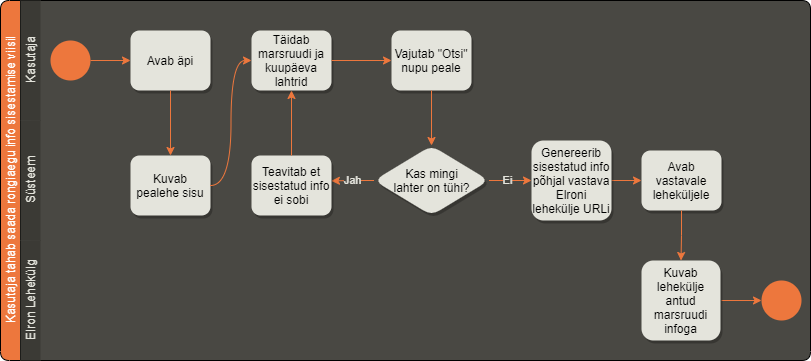 Kasutaja tahab saada rongiaegu info sisestamise viisil
Kasutaja
Avab äpi
Täidab
marsruudi ja
kuupäeva
lahtrid
Vajutab "Otsi"
nupu peale
Süsteem
Kuvab
pealehe sisu
Teavitab et
sisestatud info
ei sobi
Jah
Kas mingi
lahter on tühi?
Ei
Genereerib
sisestatud info
põhjal vastava
Elroni
lehekülje URLi
Avab
vastavale
leheküljele
Elron Lehekülg
Kuvab
lehekülje
antud
marsruudi
infoga